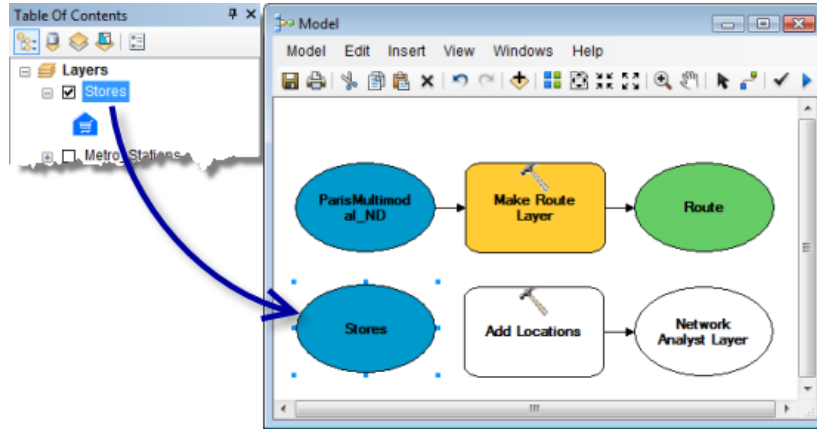 Table Of Contents
Layers
Stores
Metro_Stations
Model
Model Edit Insert View Windows Help
ParisMultimod
al_ND
Make Route
Layer
Route
Stores
Add Locations
Network
Analyst Layer